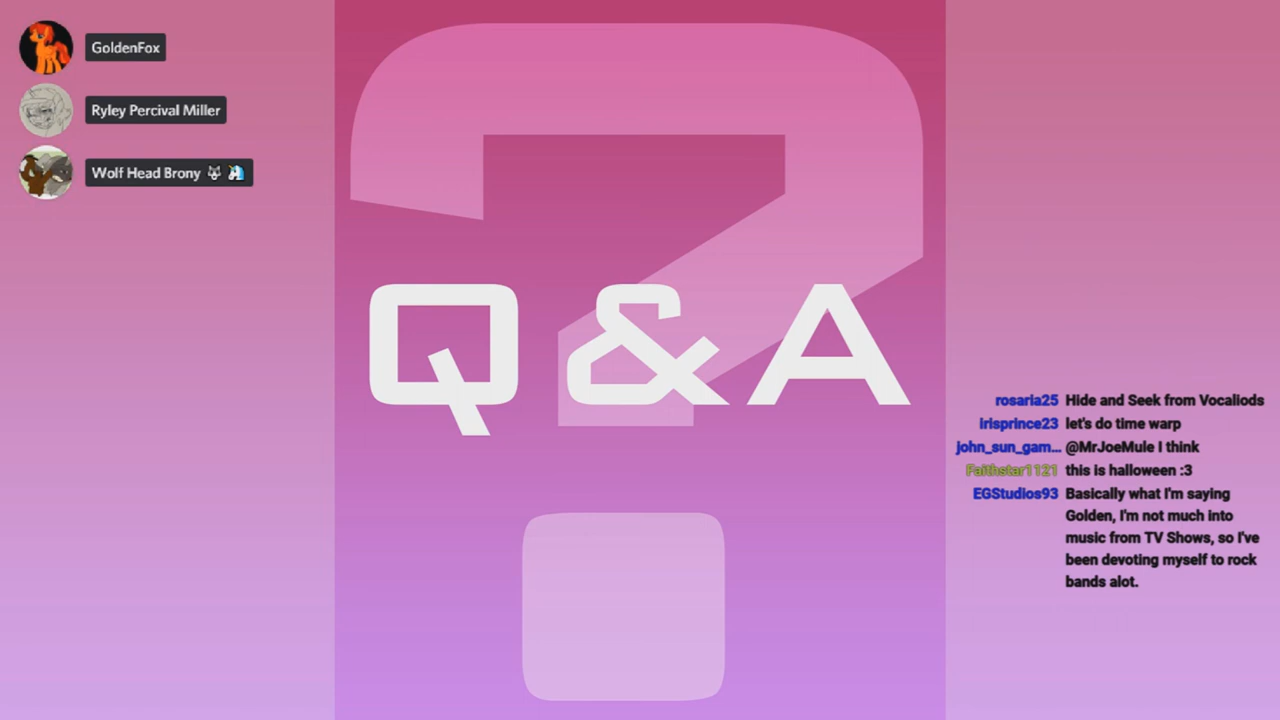 GoldenFox
Ryley Percival Miller
Wolf Head Brony 🐺 🦄
Q & A
rosaria25 Hide and Seek from Vocaliods
irisprince23 let's do time warp
john_sun_gam... @MrJoeMule I think
Faithstar1121 this is halloween :3
EGStudios93 Basically what I'm saying
Golden, I'm not much into
music from TV Shows, so I've
been devoting myself to rock
bands alot.